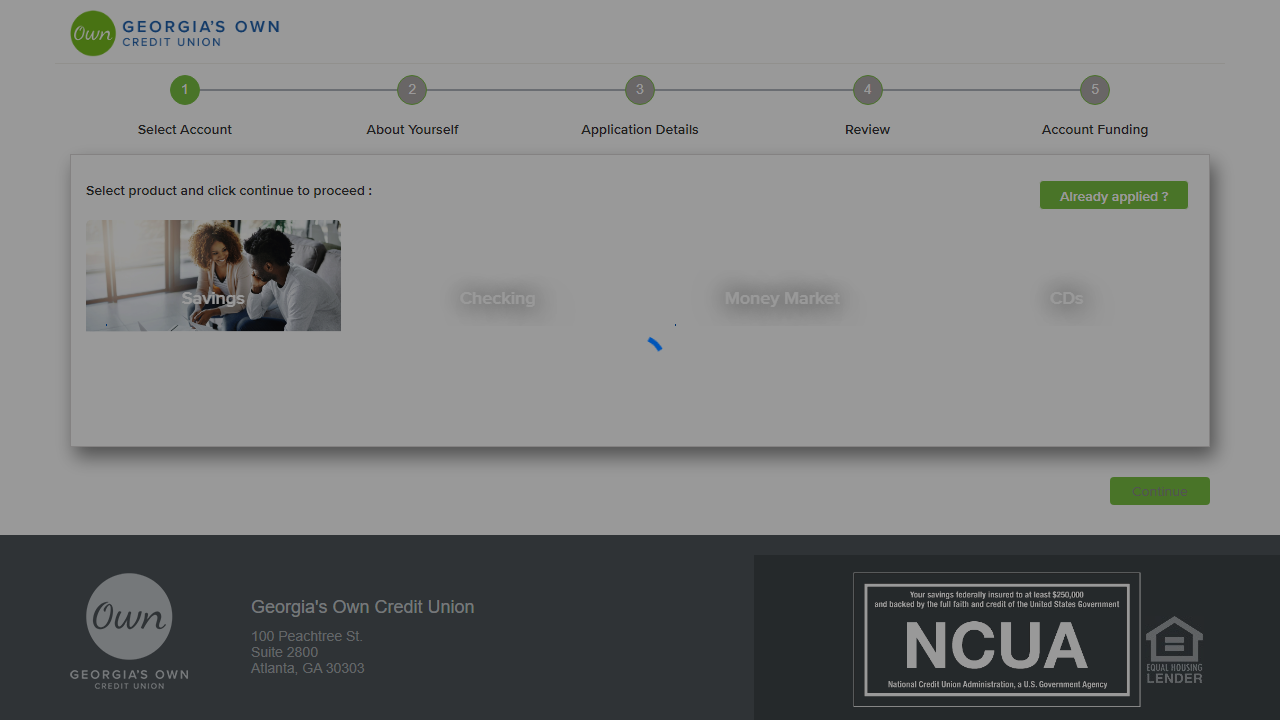 Own
GEORGIA'S OWN
CREDIT UNION
1
2
3
4
5
Select Account
About Yourself
Application Details
Review
Account Funding
Select product and click continue to proceed :
Already applied ?
Savings
Checking
Money Market
CDs
Continue
Own
GEORGIA'S OWN
CREDIT UNION
Georgia's Own Credit Union
100 Peachtree St.
Suite 2800
Atlanta, GA 30303
Your savings federally insured to at least $250,000
and backed by the full faith and credit of the United States Government
NCUA
National Credit Union Administration, a U.S. Government Agency
EQUAL HOUSING
LENDER